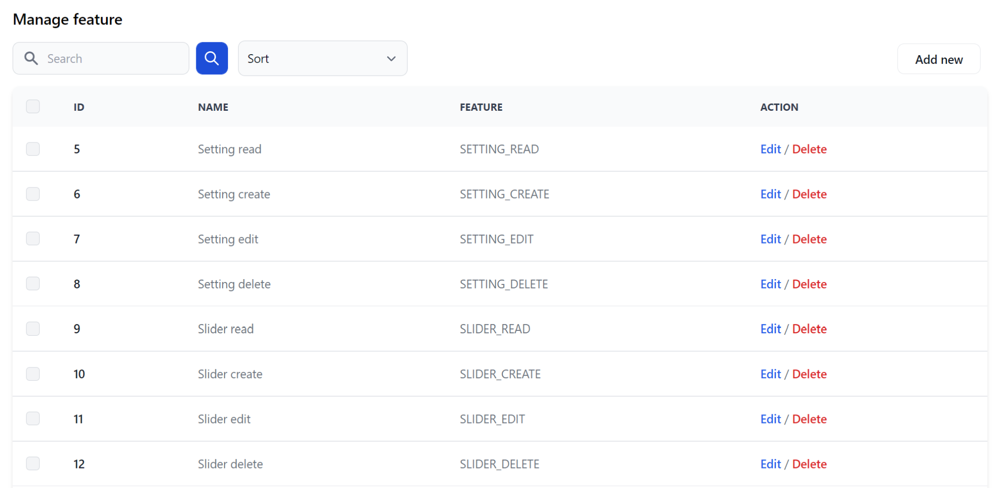 Manage feature
Search Sort Add new
ID NAME FEATURE ACTION
5 Setting read SETTING_READ Edit / Delete
6 Setting create SETTING_CREATE Edit / Delete
7 Setting edit SETTING_EDIT Edit / Delete
8 Setting delete SETTING_DELETE Edit / Delete
9 Slider read SLIDER_READ Edit / Delete
10 Slider create SLIDER_CREATE Edit / Delete
11 Slider edit SLIDER_EDIT Edit / Delete
12 Slider delete SLIDER_DELETE Edit / Delete